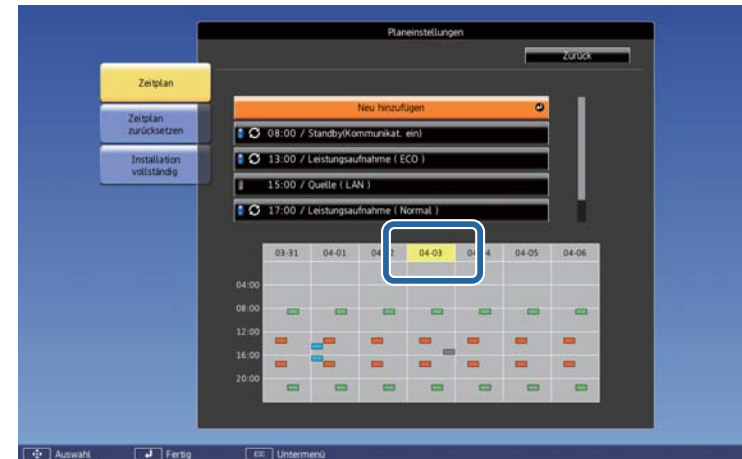 Planeinstellungen
Zurück
Zeitplan
Zeitplan
zurücksetzen
Installation
vollständig
Neu hinzufügen
08:00 / Standby(Kommunikat. ein)
13:00 / Leistungsaufnahme ( ECO )
15:00 / Quelle ( LAN )
17:00 / Leistungsaufnahme ( Normal )
03-31 04-01 04-03 04-05 04-06
04:00
08:00
12:00
16:00
20:00
Auswahl Fertig Esc Untermenü